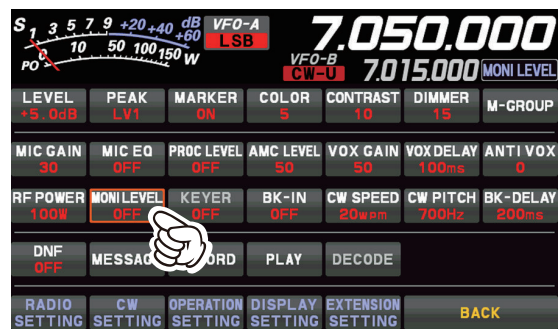 S 1 3 5 7 9 +20 +40 +60 dB
PO 0 10 50 100 150 W
VFO-A
LSB
7.050.000
VFO-B
CW-U
7.015.000
MONI LEVEL
LEVEL PEAK MARKER COLOR CONTRAST DIMMER M-GROUP
+5.0dB LV1 ON 5 10 15
MIC GAIN MIC EQ PROC LEVEL AMC LEVEL VOX GAIN VOX DELAY ANTI VOX
30 OFF OFF 50 50 100ms 0
RF POWER MONI LEVEL KEYER BK-IN CW SPEED CW PITCH BK-DELAY
100W OFF OFF OFF 20wpm 700Hz 200ms
DNF MESSAG ORD PLAY DECODE
OFF
RADIO CW OPERATION DISPLAY EXTENSION BACK
SETTING SETTING SETTING SETTING SETTING